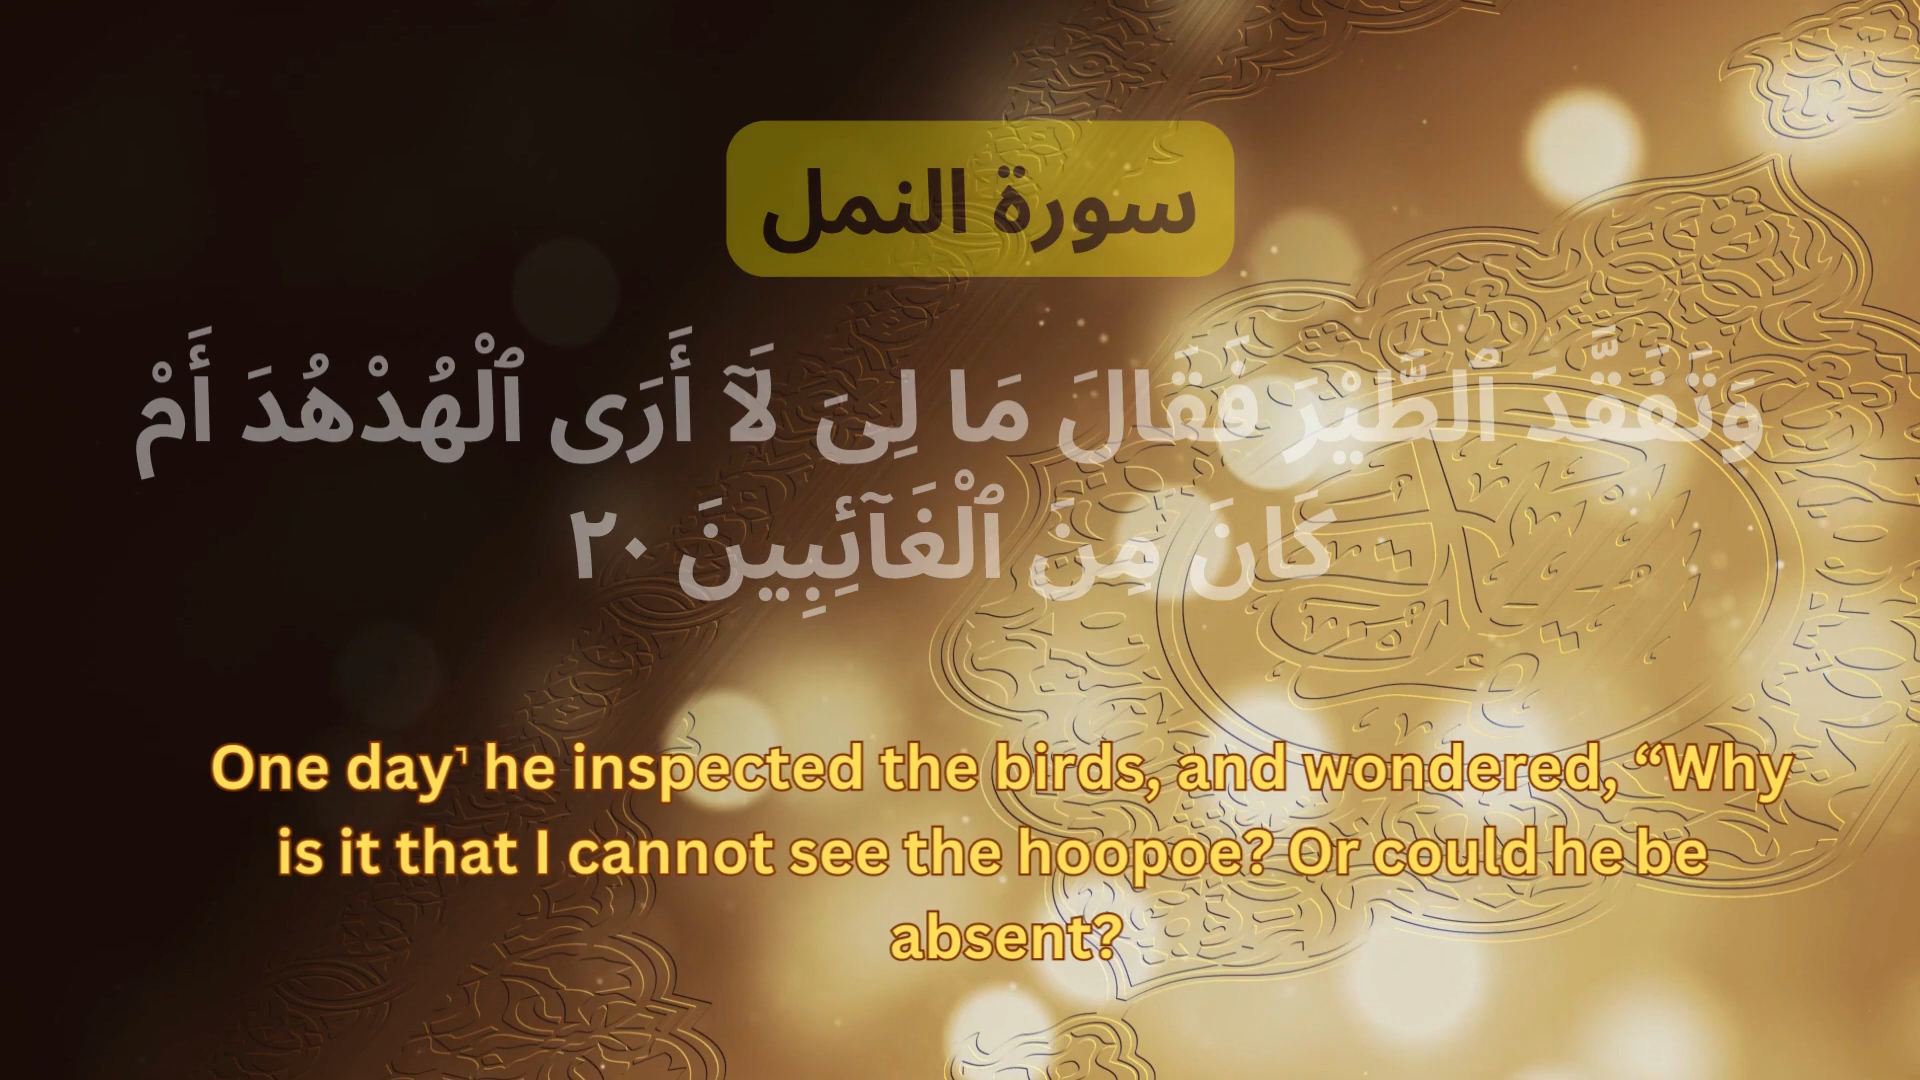 سورة النمل
وَتَفَقَّدَ ٱلطَّيْرَ فَقَالَ مَا لِىَ لَآ أَرَى ٱلْهُدْهُدَ أَمْ
كَانَ مِنَ ٱلْغَآئِبِينَ ٢٠
One day˺ he inspected the birds, and wondered, “Why
is it that I cannot see the hoopoe? Or could he be
absent?